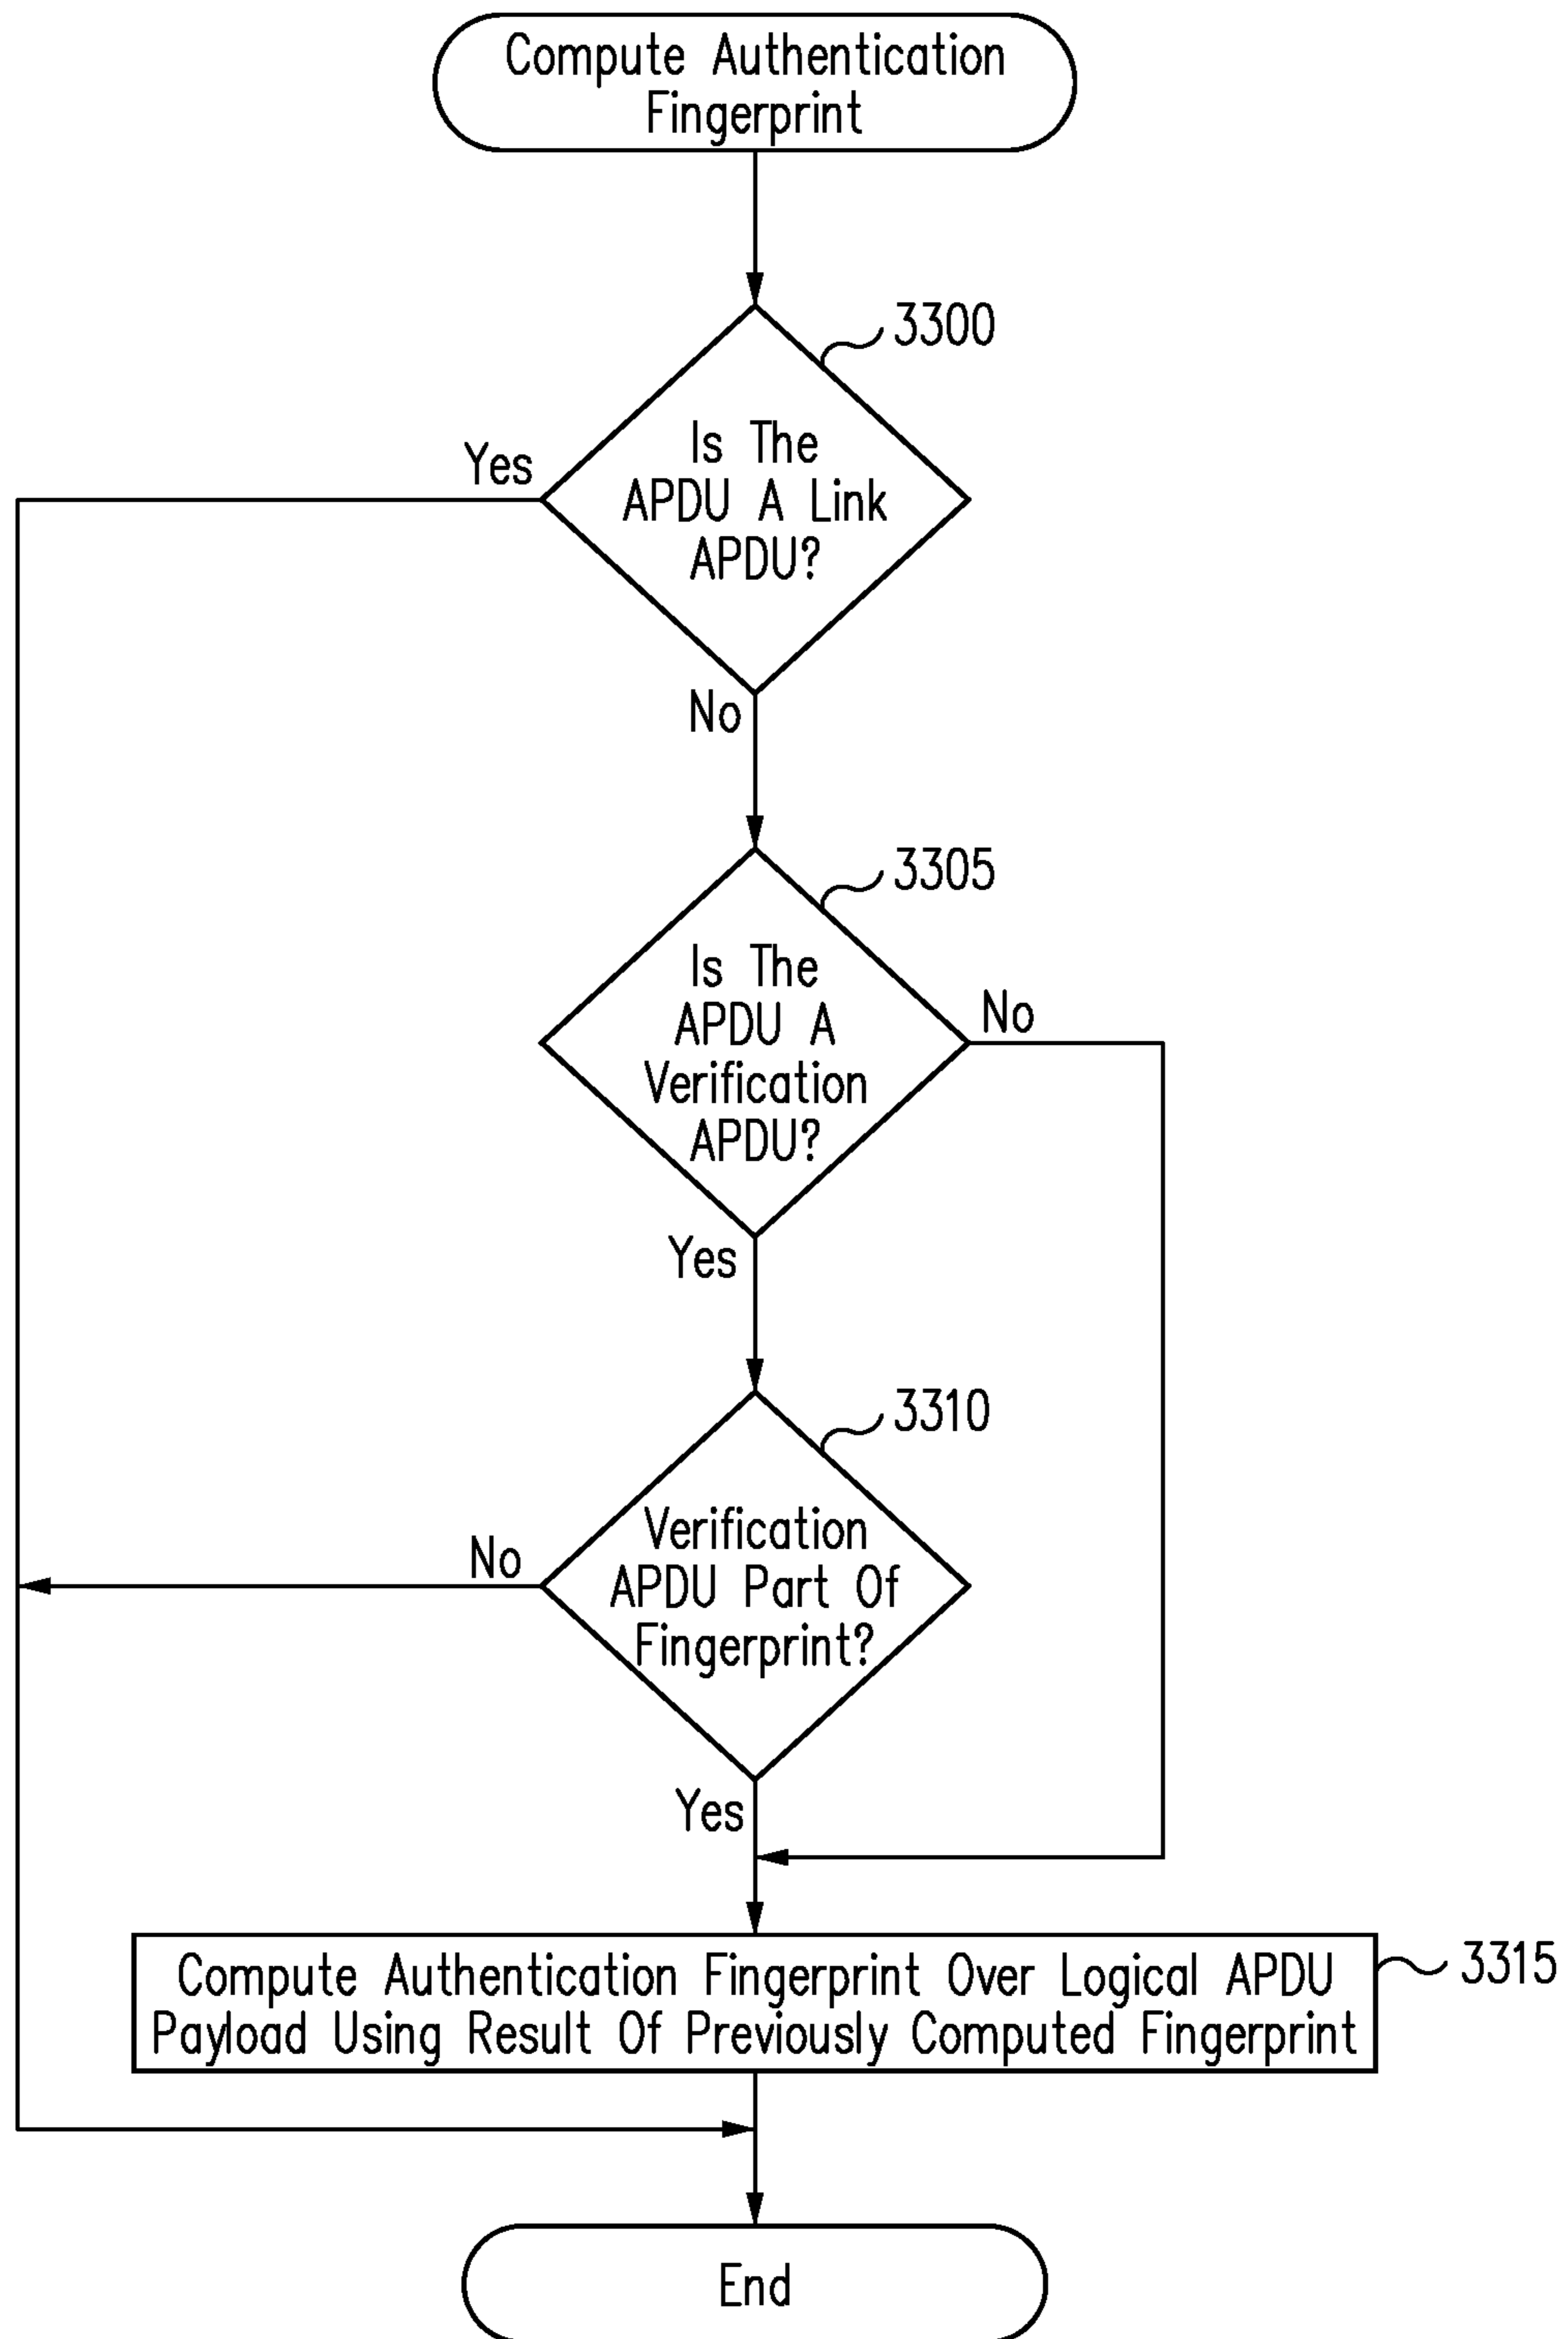 Compute Authentication
Fingerprint
3300
Is The
APDU A Link
APDU?
Yes
No
3305
Is The
APDU A
Verification
APDU?
No
Yes
3310
Verification
APDU Part Of
Fingerprint?
No
Yes
Compute Authentication Fingerprint Over Logical APDU
Payload Using Result Of Previously Computed Fingerprint
3315
End